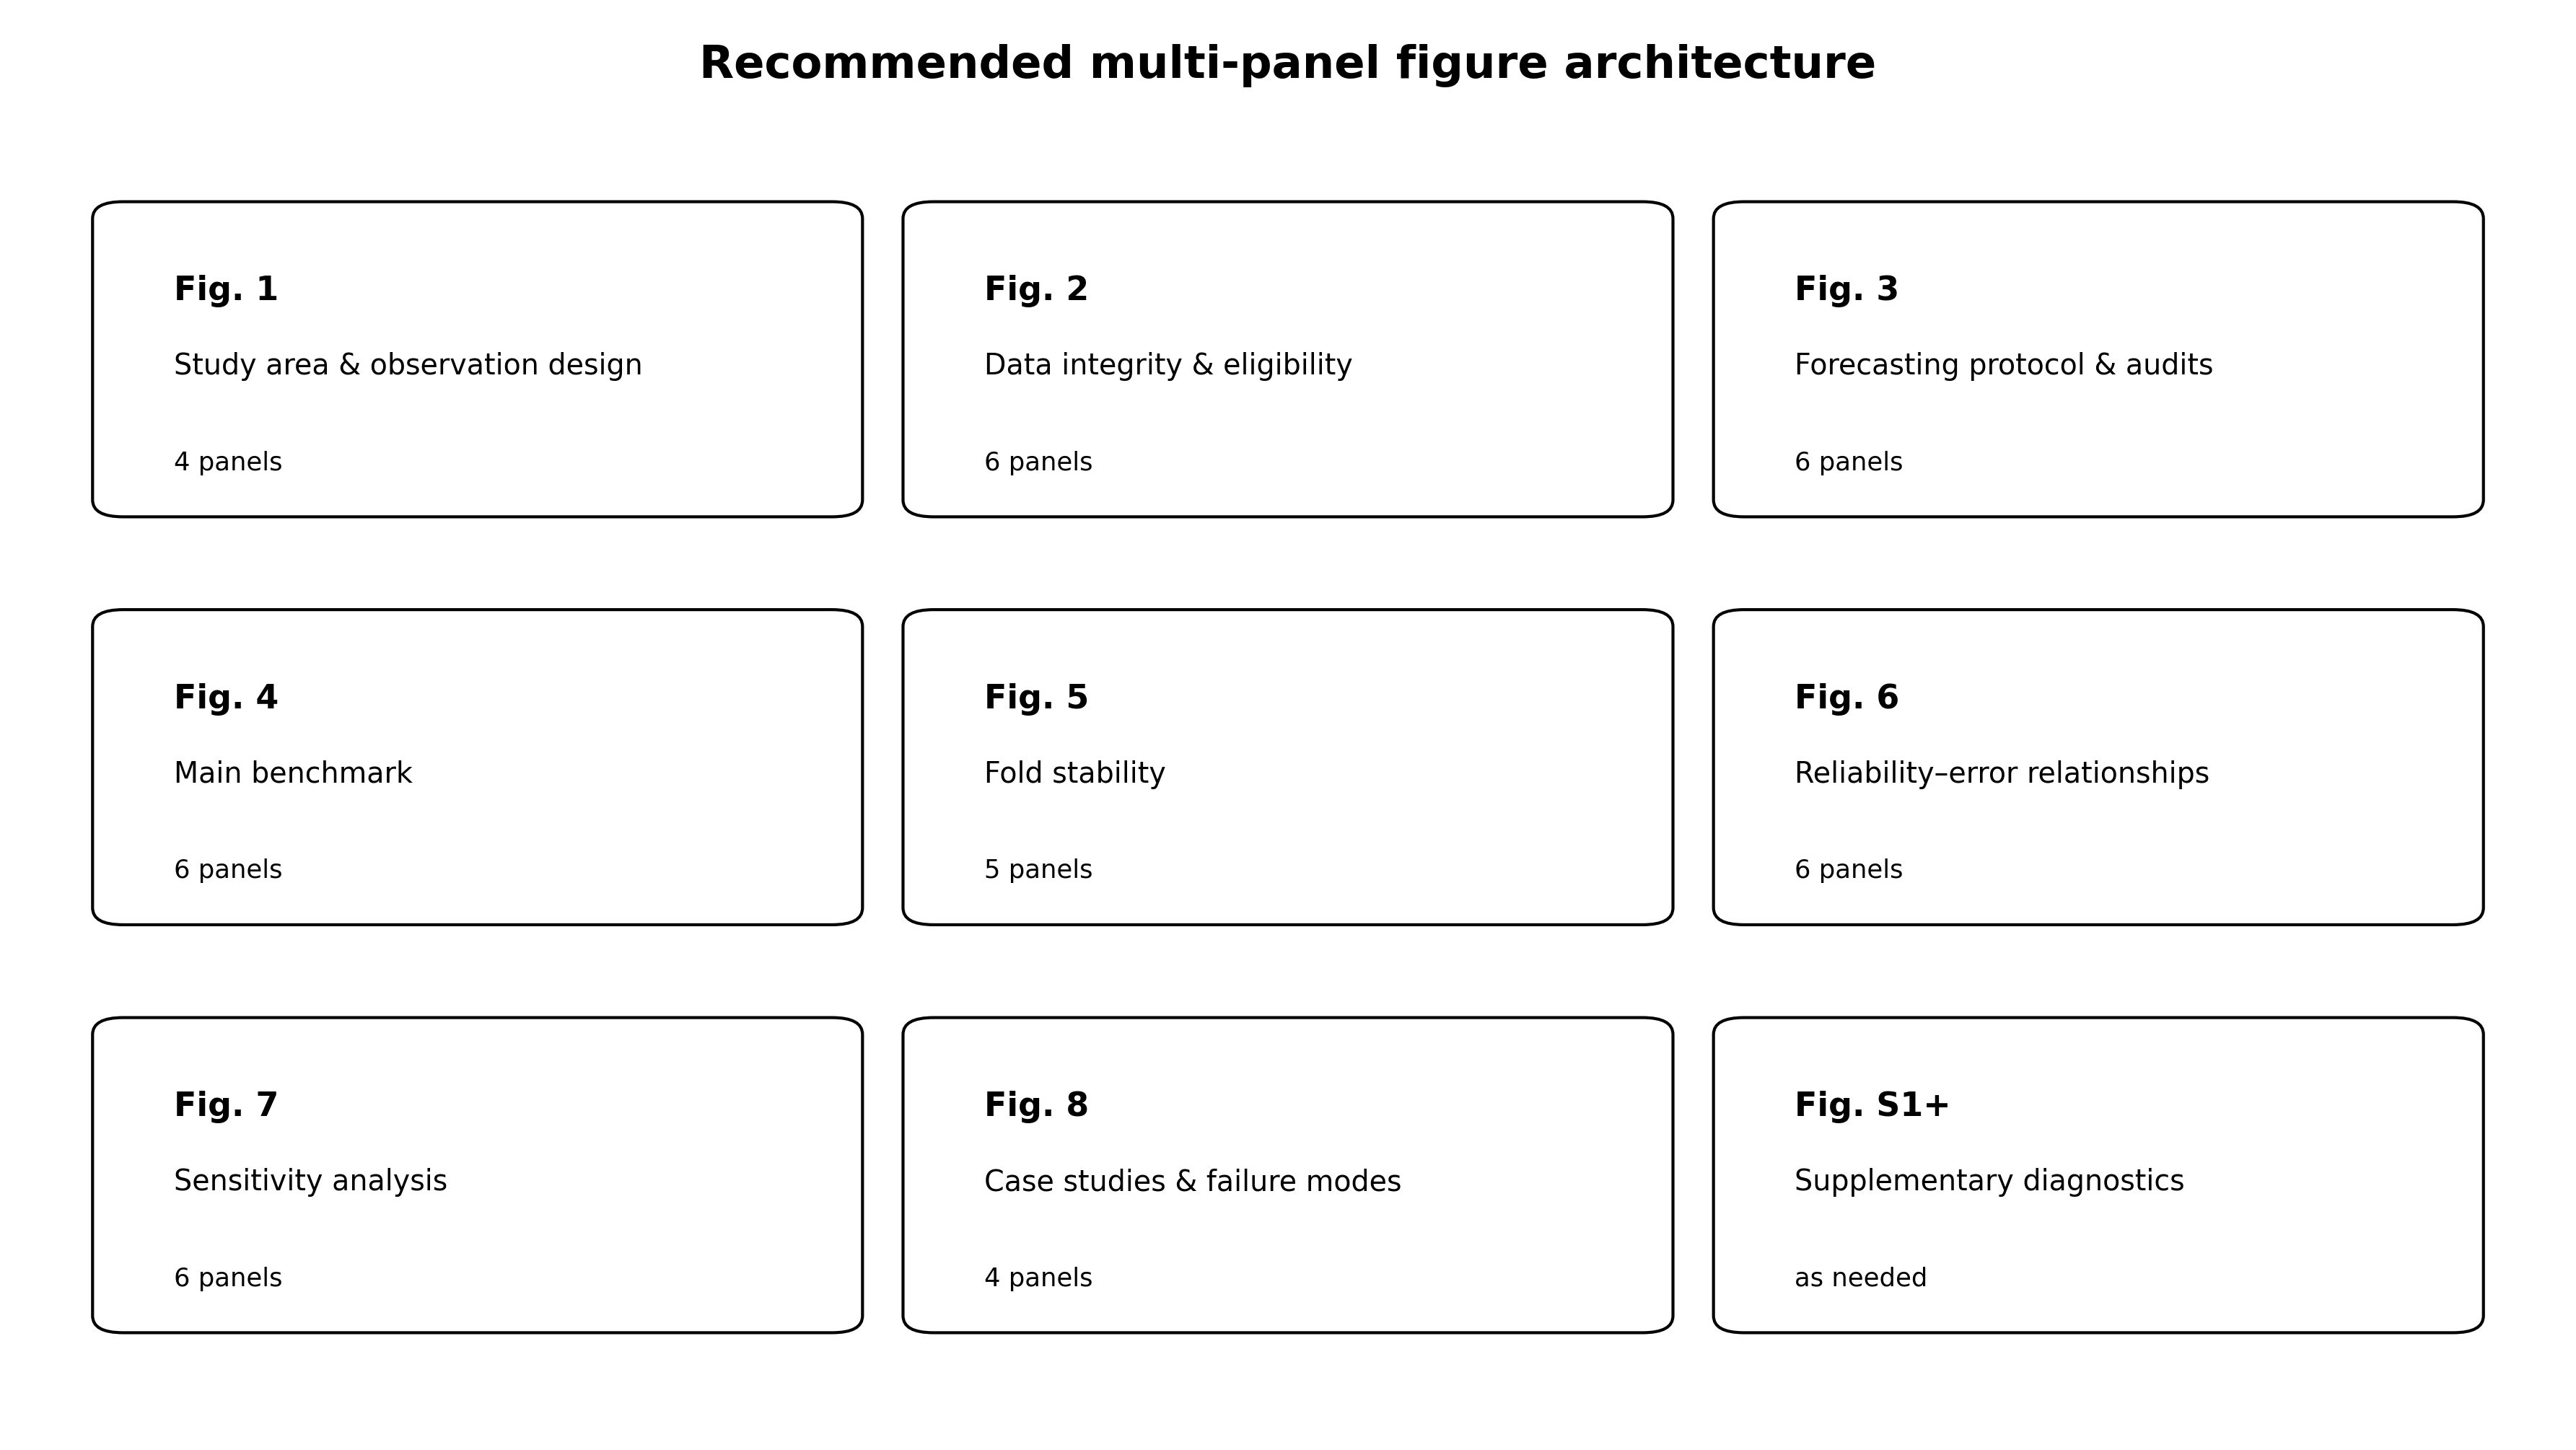 Recommended multi-panel figure architecture
Fig. 1
Study area & observation design
4 panels
Fig. 2
Data integrity & eligibility
6 panels
Fig. 3
Forecasting protocol & audits
6 panels
Fig. 4
Main benchmark
6 panels
Fig. 5
Fold stability
5 panels
Fig. 6
Reliability–error relationships
6 panels
Fig. 7
Sensitivity analysis
6 panels
Fig. 8
Case studies & failure modes
4 panels
Fig. S1+
Supplementary diagnostics
as needed